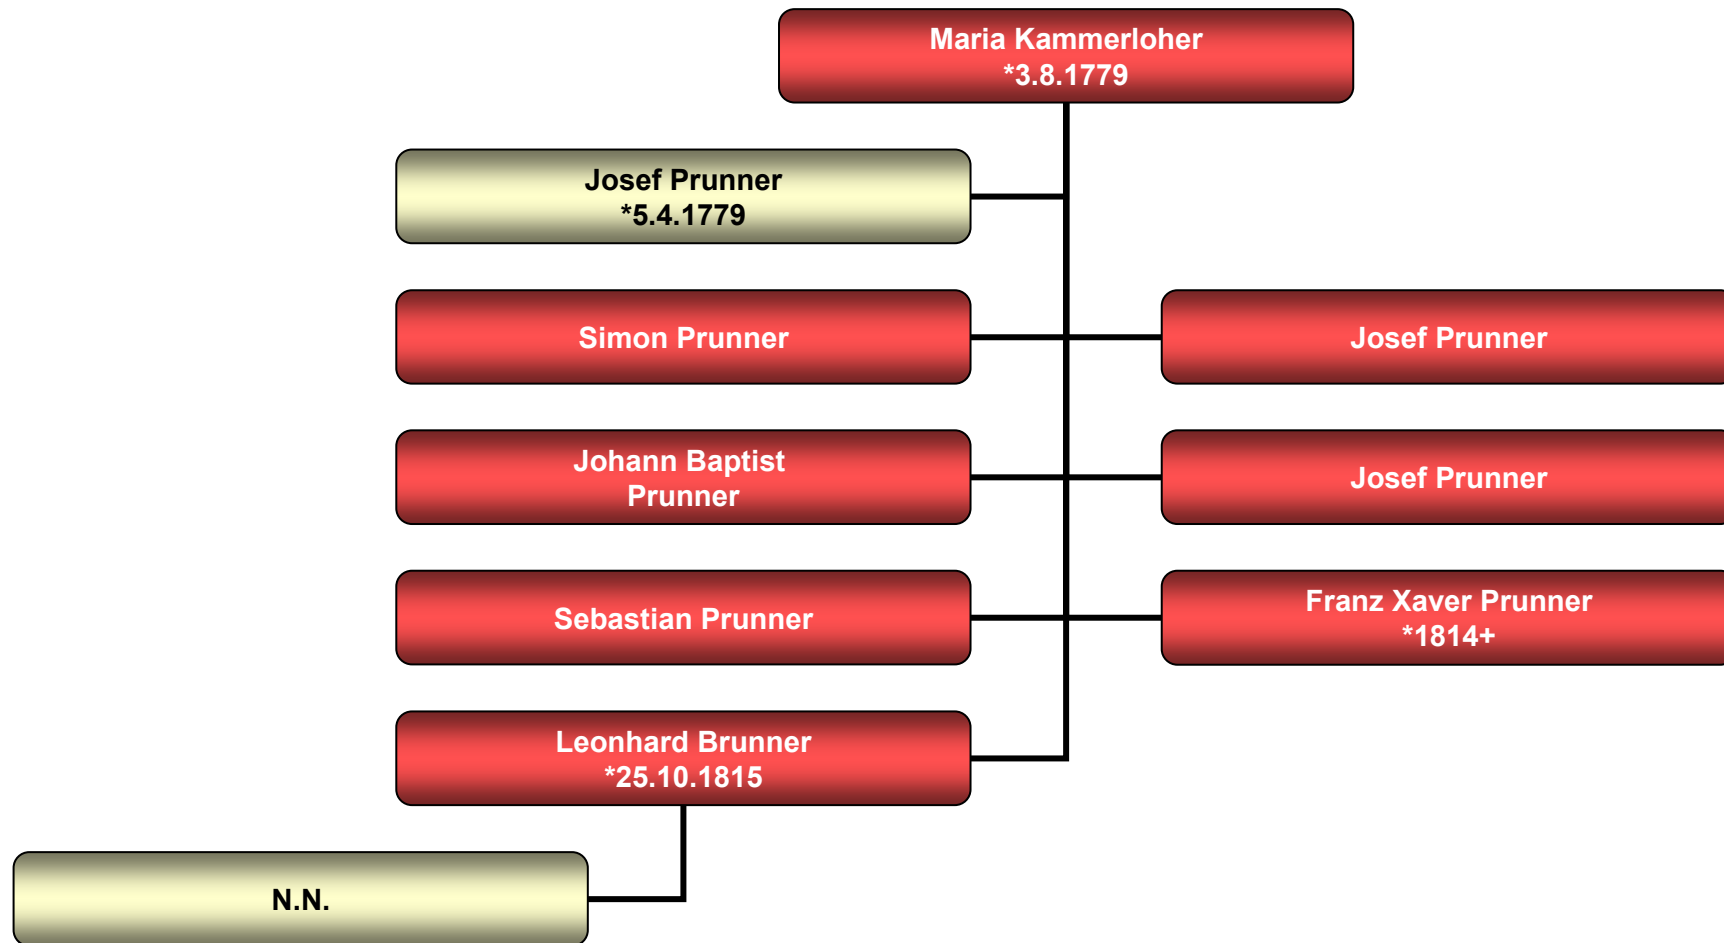 Maria Kammerloher
*3.8.1779
Josef Prunner
*5.4.1779
Simon Prunner
Josef Prunner
Johann Baptist
Prunner
Josef Prunner
Sebastian Prunner
Franz Xaver Prunner
*1814+
Leonhard Brunner
*25.10.1815
N.N.